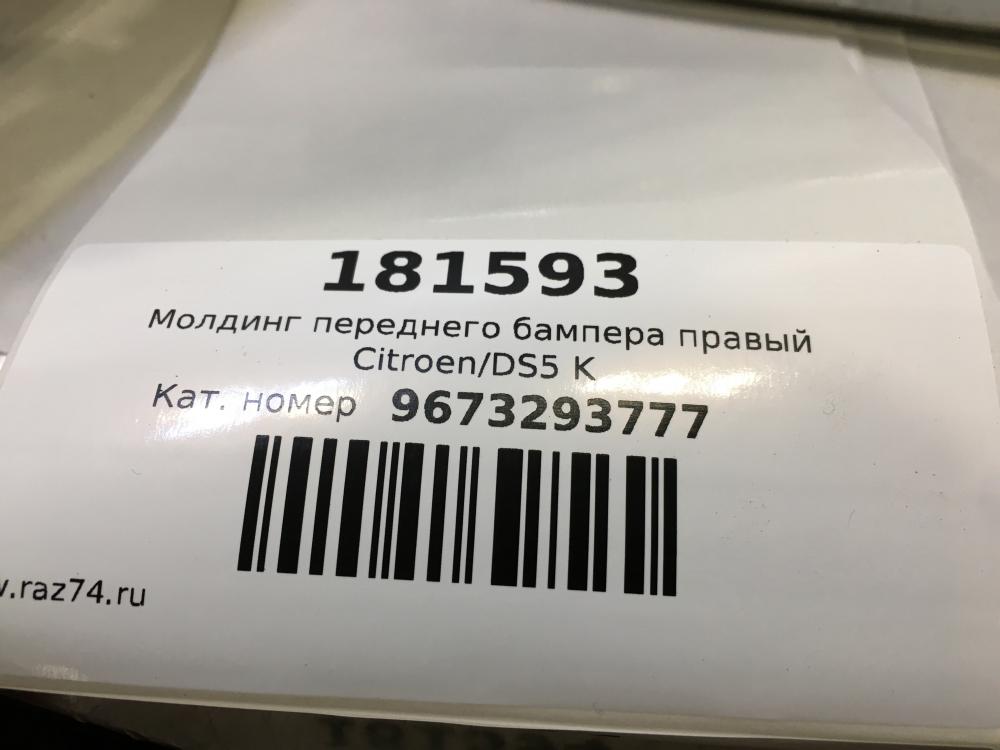 181593
Молдинг переднего бампера правый
Citroen/DS5 K
Кат. номер 9673293777
.raz74.ru